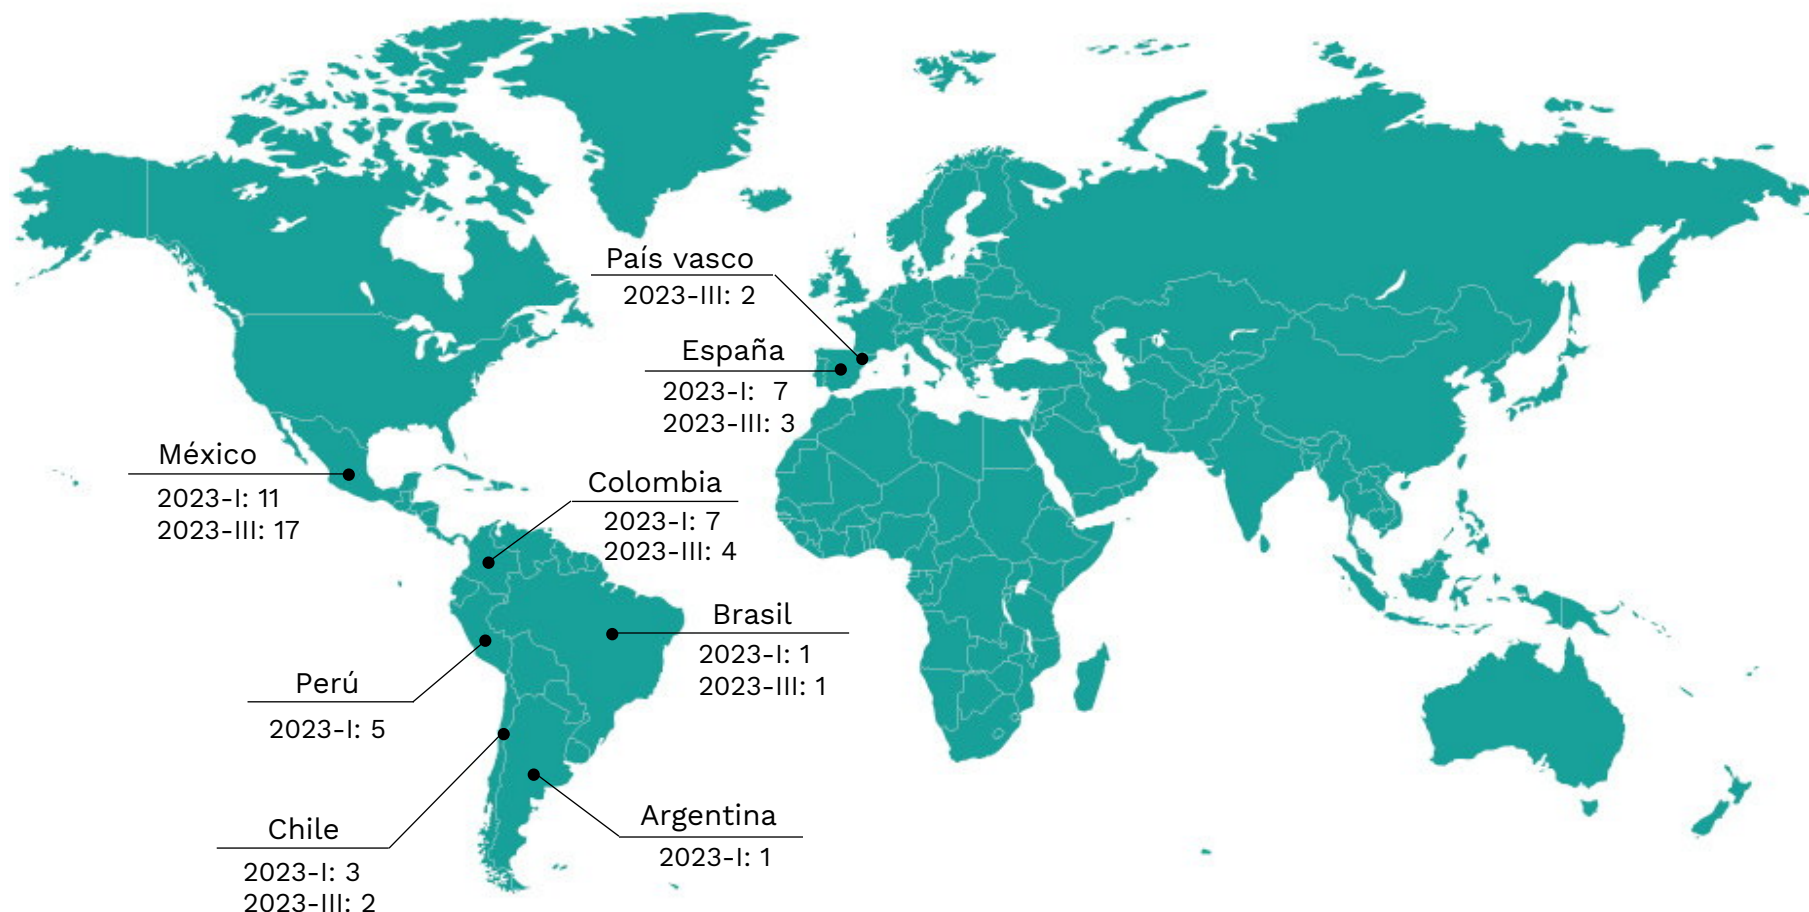 País vasco
2023-III: 2
España
2023-I: 7
2023-III: 3
México
2023-I: 11
2023-III: 17
Colombia
2023-I: 7
2023-III: 4
Brasil
2023-I: 1
2023-III: 1
Perú
2023-I: 5
Argentina
2023-I: 1
Chile
2023-I: 3
2023-III: 2